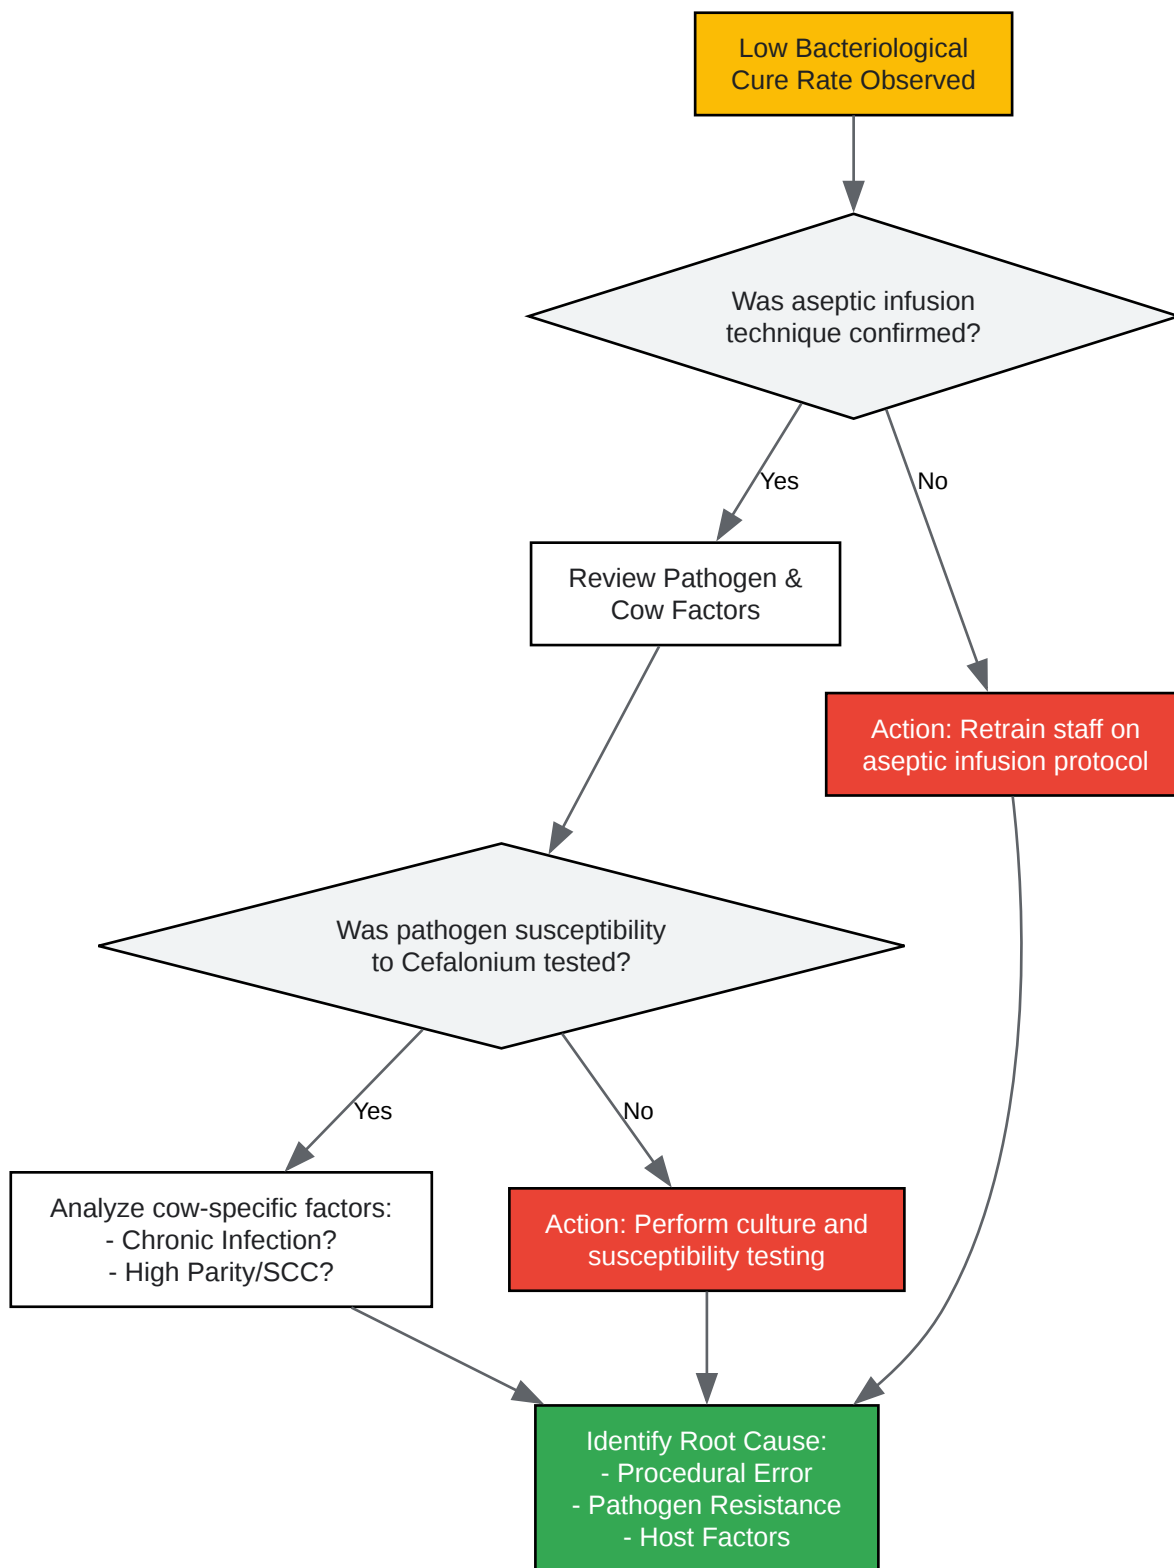 Low Bacteriological
Cure Rate Observed
Was aseptic infusion
technique confirmed?
Yes
No
Review Pathogen &
Cow Factors
Action: Retrain staff on
aseptic infusion protocol
Was pathogen susceptibility
to Cefalonium tested?
Yes
No
Analyze cow-specific factors:
- Chronic Infection?
- High Parity/SCC?
Action: Perform culture and
susceptibility testing
Identify Root Cause:
- Procedural Error
- Pathogen Resistance
- Host Factors